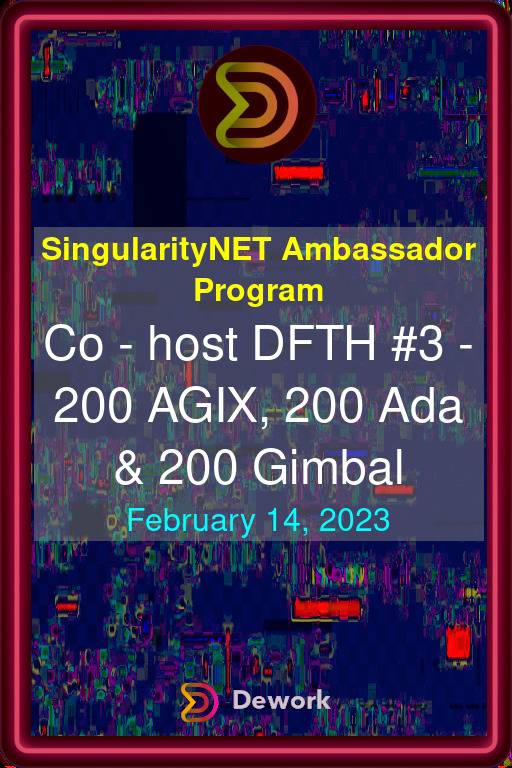 SingularityNET Ambassador
Program
Co - host DFTH #3 -
200 AGIX, 200 Ada
& 200 Gimbal
February 14, 2023
Dework